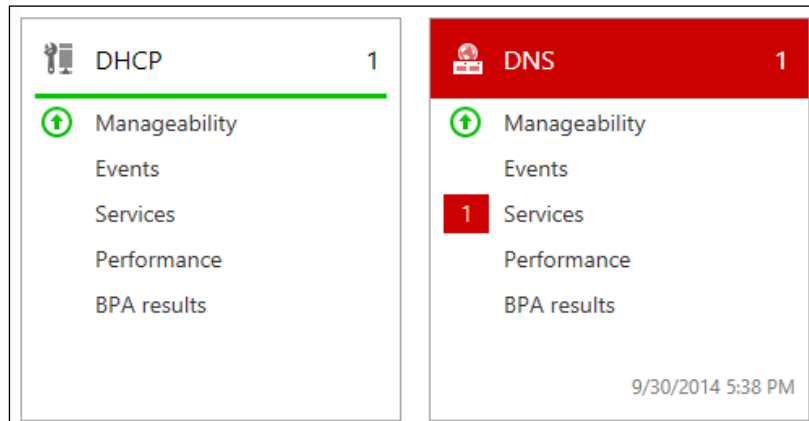 DHCP 1
Manageability
Events
Services
Performance
BPA results
DNS 1
Manageability
Events
1 Services
Performance
BPA results
9/30/2014 5:38 PM